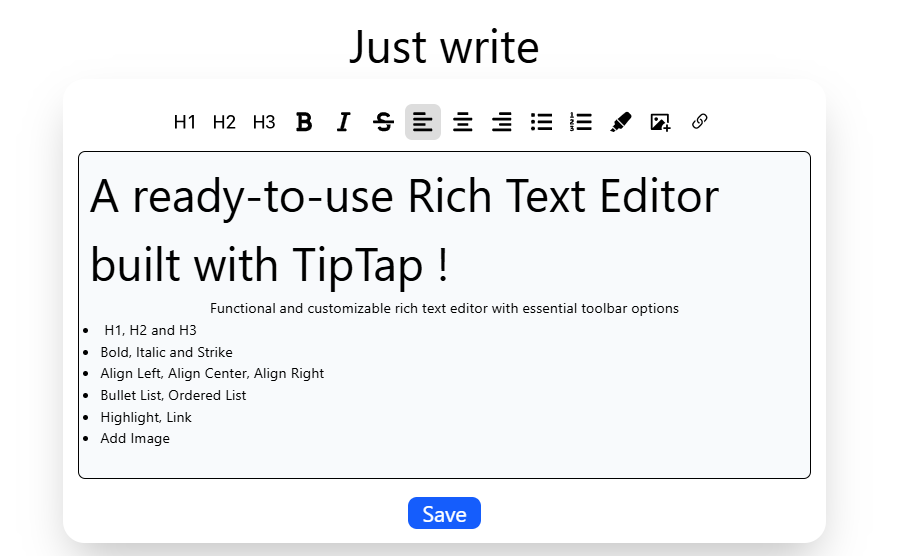 Just write
H1 H2 H3 B I S
A ready-to-use Rich Text Editor
built with TipTap !
Functional and customizable rich text editor with essential toolbar options
• H1, H2 and H3
• Bold, Italic and Strike
• Align Left, Align Center, Align Right
• Bullet List, Ordered List
• Highlight, Link
• Add Image
Save